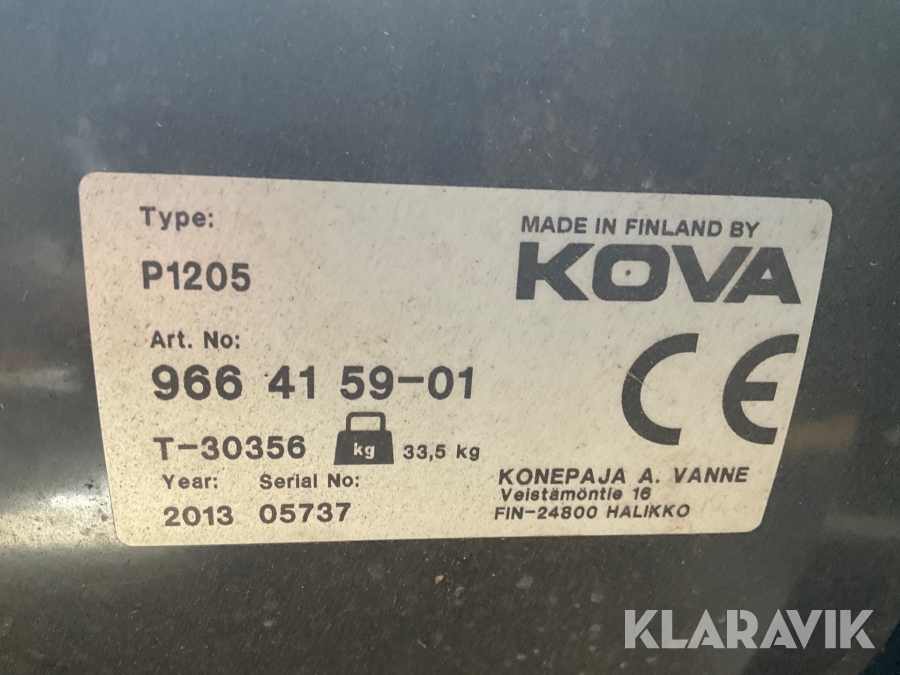 Type:
P1205
Art. No:
966 41 59-01
T-30356 kg 33,5 kg
Year: Serial No:
2013 05737
MADE IN FINLAND BY
KOVA
CE
KONEPAJA A. VANNE
Veistämöntie 16
FIN-24800 HALIKKO
KLARAVIK